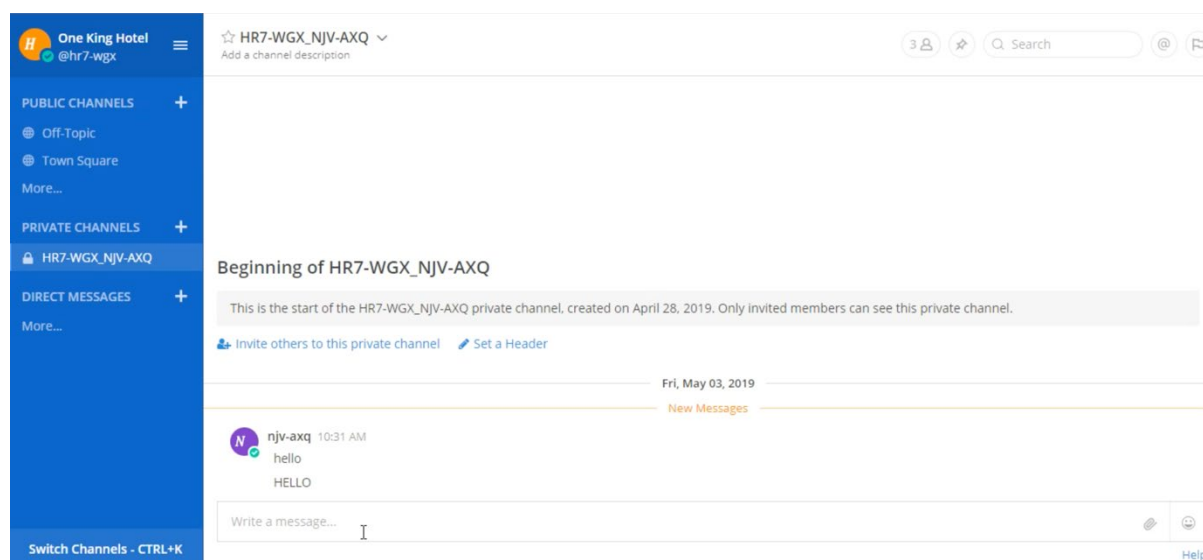 H
One King Hotel
@hr7-wgx
PUBLIC CHANNELS +
Off-Topic
Town Square
More...
PRIVATE CHANNELS +
HR7-WGX_NJV-AXQ
DIRECT MESSAGES +
More...
Switch Channels - CTRL+K
HR7-WGX_NJV-AXQ
Add a channel description
3
Search
@
Beginning of HR7-WGX_NJV-AXQ
This is the start of the HR7-WGX_NJV-AXQ private channel, created on April 28, 2019. Only invited members can see this private channel.
Invite others to this private channel Set a Header
Fri, May 03, 2019
New Messages
N
njv-axq 10:31 AM
hello
HELLO
Write a message...
Help